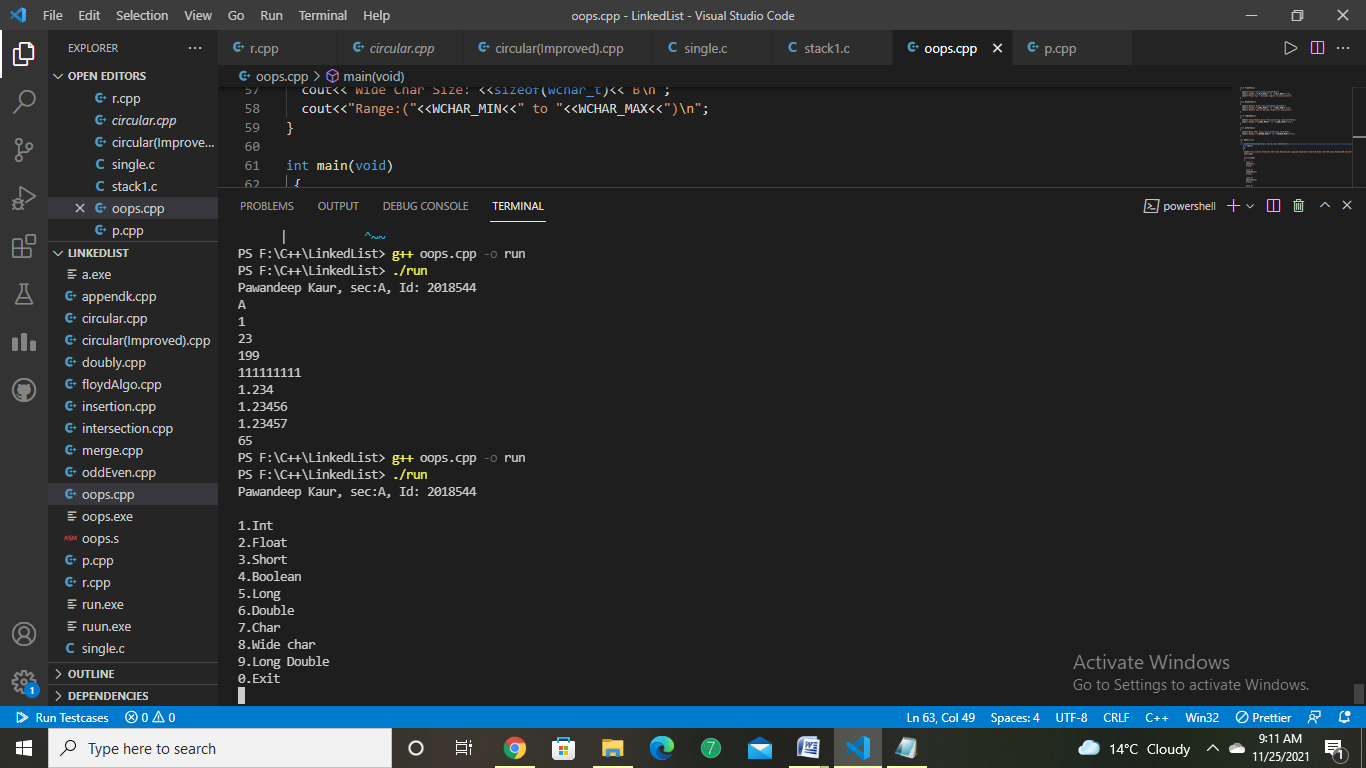 File Edit Selection View Go Run Terminal Help oops.cpp - LinkedList - Visual Studio Code
EXPLORER
OPEN EDITORS
r.cpp
circular.cpp
circular(Improve...
single.c
stack1.c
oops.cpp
p.cpp
LINKEDLIST
a.exe
appendk.cpp
circular.cpp
circular(Improved).cpp
doubly.cpp
floydAlgo.cpp
insertion.cpp
intersection.cpp
merge.cpp
oddEven.cpp
oops.cpp
oops.exe
ASM oops.s
p.cpp
r.cpp
run.exe
ruun.exe
single.c
OUTLINE
DEPENDENCIES
r.cpp circular.cpp circular(Improved).cpp single.c stack1.c oops.cpp p.cpp
oops.cpp > main(void)
57 cout<<"Wide Char Size: "<<sizeof(wchar_t)<<" B\n";
58 cout<<"Range:("<<WCHAR_MIN<<" to "<<WCHAR_MAX<<")\n";
59 }
60
61 int main(void)
62 {
PROBLEMS OUTPUT DEBUG CONSOLE TERMINAL powershell
| ^~~
PS F:\C++\LinkedList> g++ oops.cpp -o run
PS F:\C++\LinkedList> ./run
Pawandeep Kaur, sec:A, Id: 2018544
A
1
23
199
111111111
1.234
1.23456
1.23457
65
PS F:\C++\LinkedList> g++ oops.cpp -o run
PS F:\C++\LinkedList> ./run
Pawandeep Kaur, sec:A, Id: 2018544
1.Int
2.Float
3.Short
4.Boolean
5.Long
6.Double
7.Char
8.Wide char
9.Long Double
0.Exit
Activate Windows
Go to Settings to activate Windows.
1
Run Testcases 0 0 Ln 63, Col 49 Spaces: 4 UTF-8 CRLF C++ Win32 Prettier
Type here to search 7 14°C Cloudy 9:11 AM
11/25/2021 1